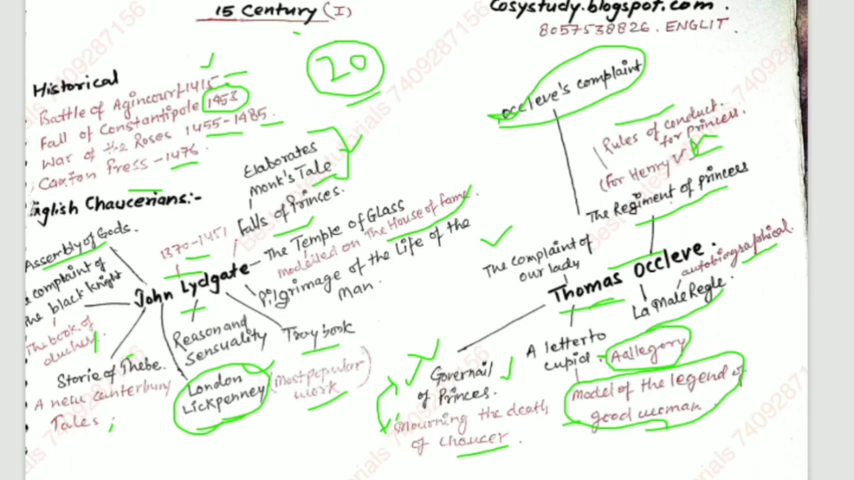 15 Century (I)
Cosystudy.blogspot.com.
8057538826. ENGLIT.
20
Historical
Battle of Agincourt-1415
Fall of Constantipole 1453
War of the Roses 1455-1485
Caxton Press - 1476
English Chaucerians:-
Assembly of Gods.
complaint of
the black knight
The book of
duches
Storie of Thebe.
A new canterbury
Tales
1370-1451
John Lydgate
Elaborates
Monk's Tale
Falls of Princes.
The Temple of Glass
modelled on The House of fame.
Pilgrimage of the Life of the
Man.
Reason and
Sensuality
Troy book
London
Lickpenney
(Most popular
work)
Occleve's complaint
Rules of conduct
for Princess.
(for Henry V)
The Regiment of Princess
The complaint of
our lady
Thomas Occleve.
autobiographical.
La Male Regle.
A letter to
cupid.
Aallegory
model of the legend of
good woman
Governail
of Princes.
mourning the death
of chaucer.